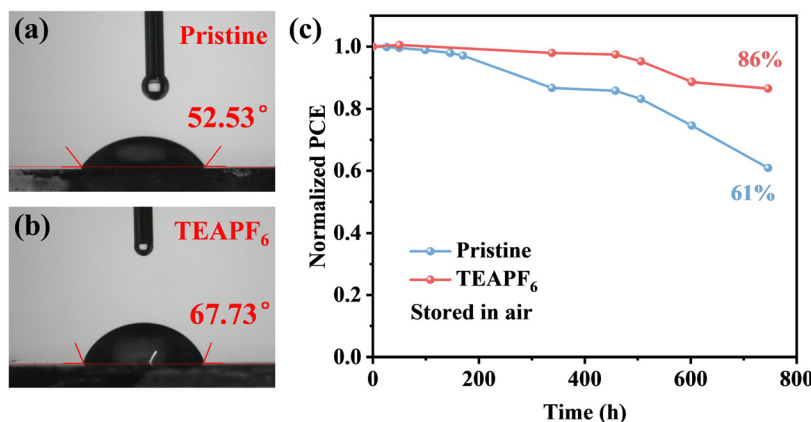 (a)
Pristine
52.53°
(b)
TEAPF₆
67.73°
(c)
Normalized PCE
1.0
0.8
0.6
0.4
0.2
0.0
86%
61%
Pristine
TEAPF₆
Stored in air
0 200 400 600 800
Time (h)